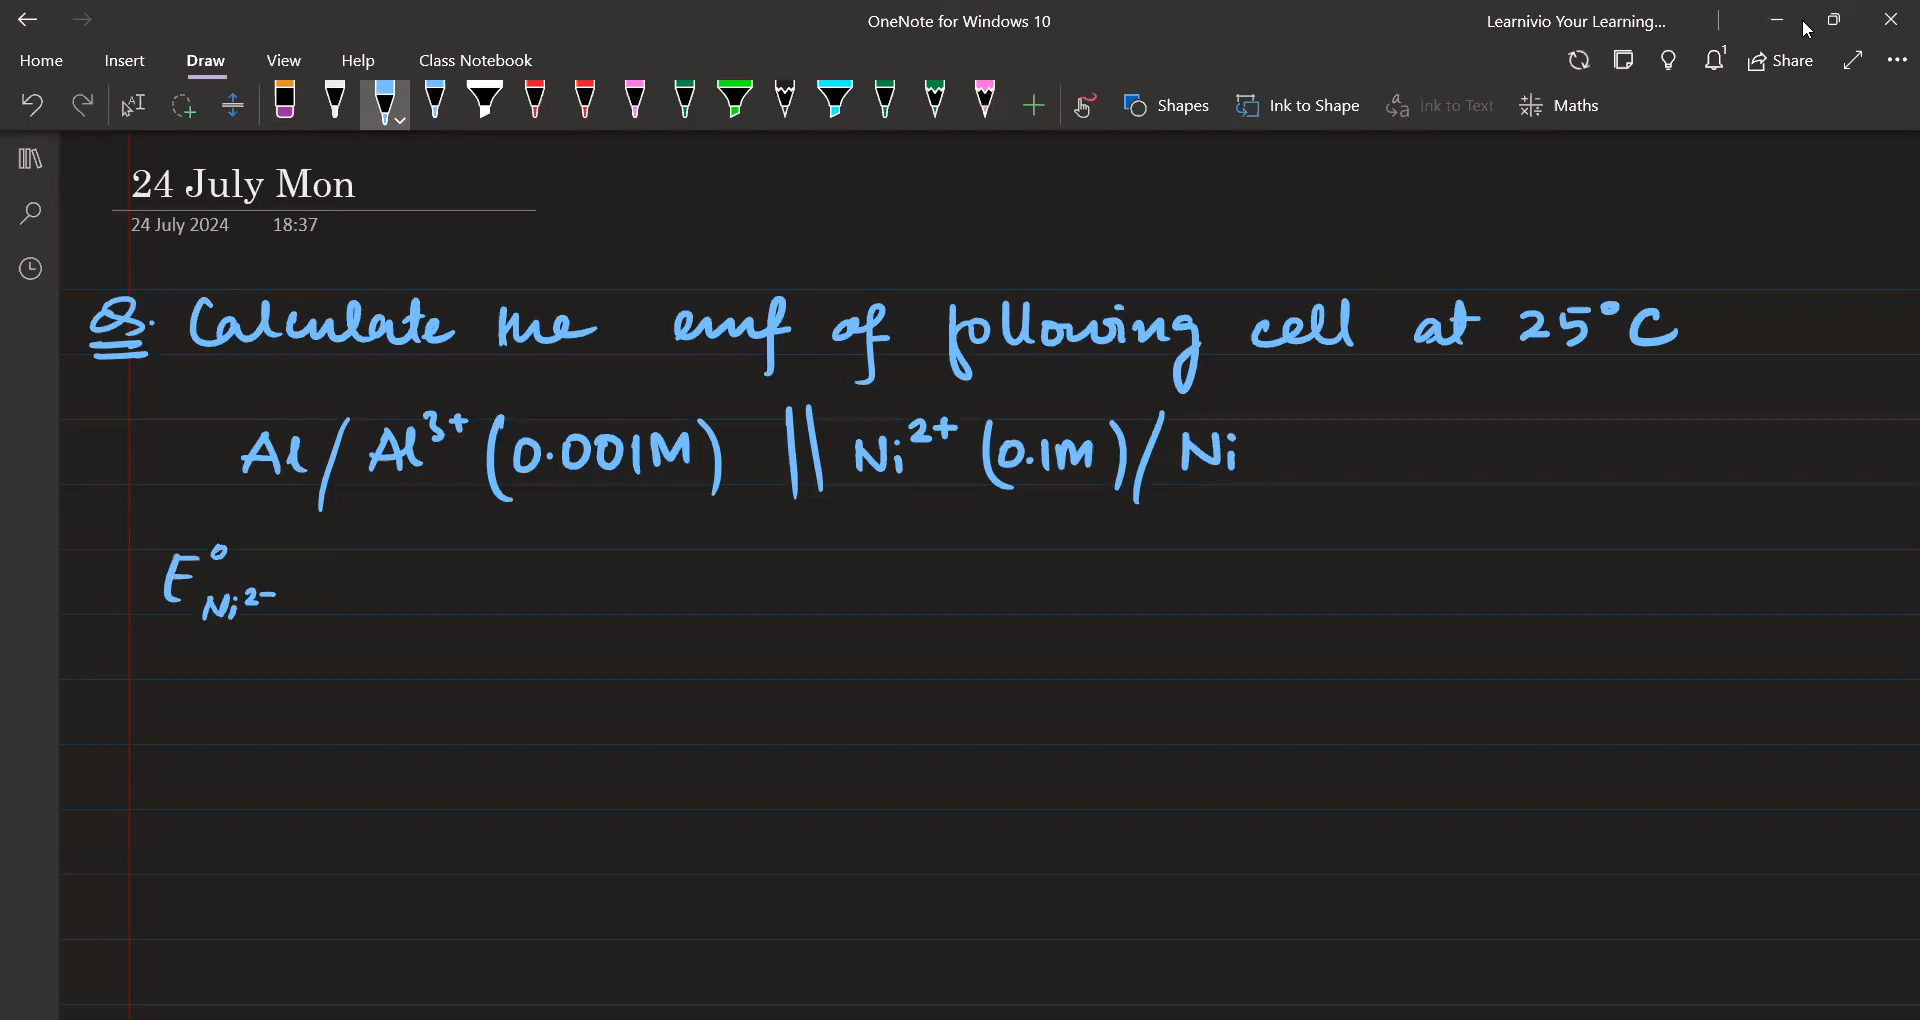 OneNote for Windows 10
Learnivio Your Learning...
Home Insert Draw View Help Class Notebook
1 Share
Shapes Ink to Shape Ink to Text Maths
24 July Mon
24 July 2024 18:37
Q. Calculate the emf of following cell at 25°C
Al/Al³⁺(0.001M) || Ni²⁺(0.1M)/Ni
E°Ni²⁻